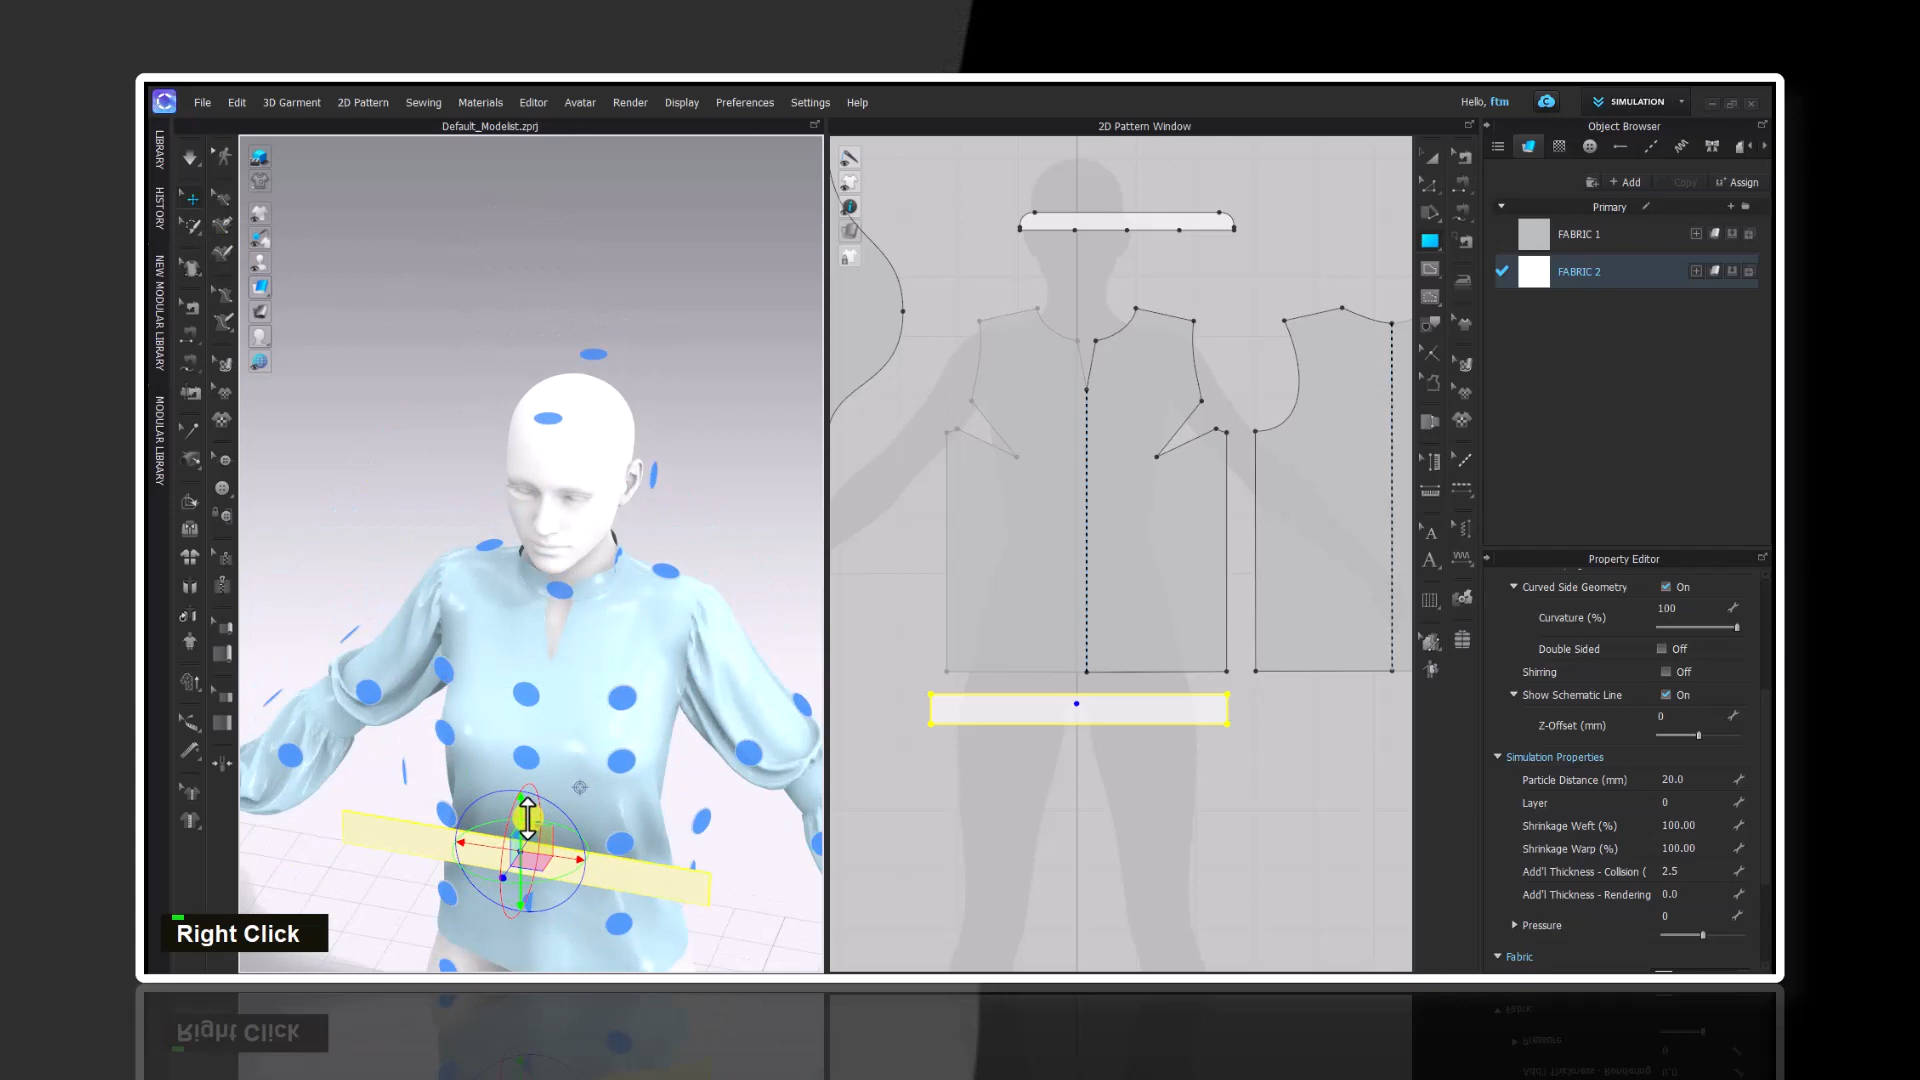 File Edit 3D Garment 2D Pattern Sewing Materials Editor Avatar Render Display Preferences Settings Help
Hello, ftm
SIMULATION
Default_Modelist.zprj
2D Pattern Window
Object Browser
LIBRARY
HISTORY
NEW MODULAR LIBRARY
MODULAR LIBRARY
+ Add
Copy
Assign
Primary
FABRIC 1
FABRIC 2
Property Editor
Curved Side Geometry On
Curvature (%) 100
Double Sided Off
Shirring Off
Show Schematic Line On
Z-Offset (mm) 0
Simulation Properties
Particle Distance (mm) 20.0
Layer 0
Shrinkage Weft (%) 100.00
Shrinkage Warp (%) 100.00
Add'l Thickness - Collision ( 2.5
Add'l Thickness - Rendering 0.0
Pressure 0
Fabric
A
A
Right Click